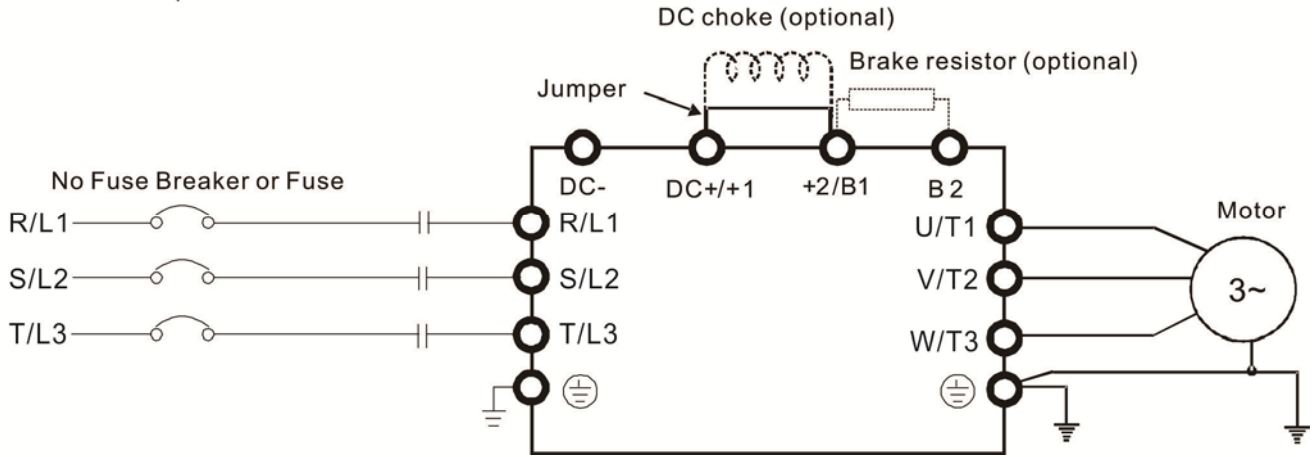 DC choke (optional)
Brake resistor (optional)
Jumper
No Fuse Breaker or Fuse
DC-
DC+/+1
+2/B1
B2
R/L1
R/L1
U/T1
Motor
S/L2
S/L2
V/T2
3~
T/L3
T/L3
W/T3